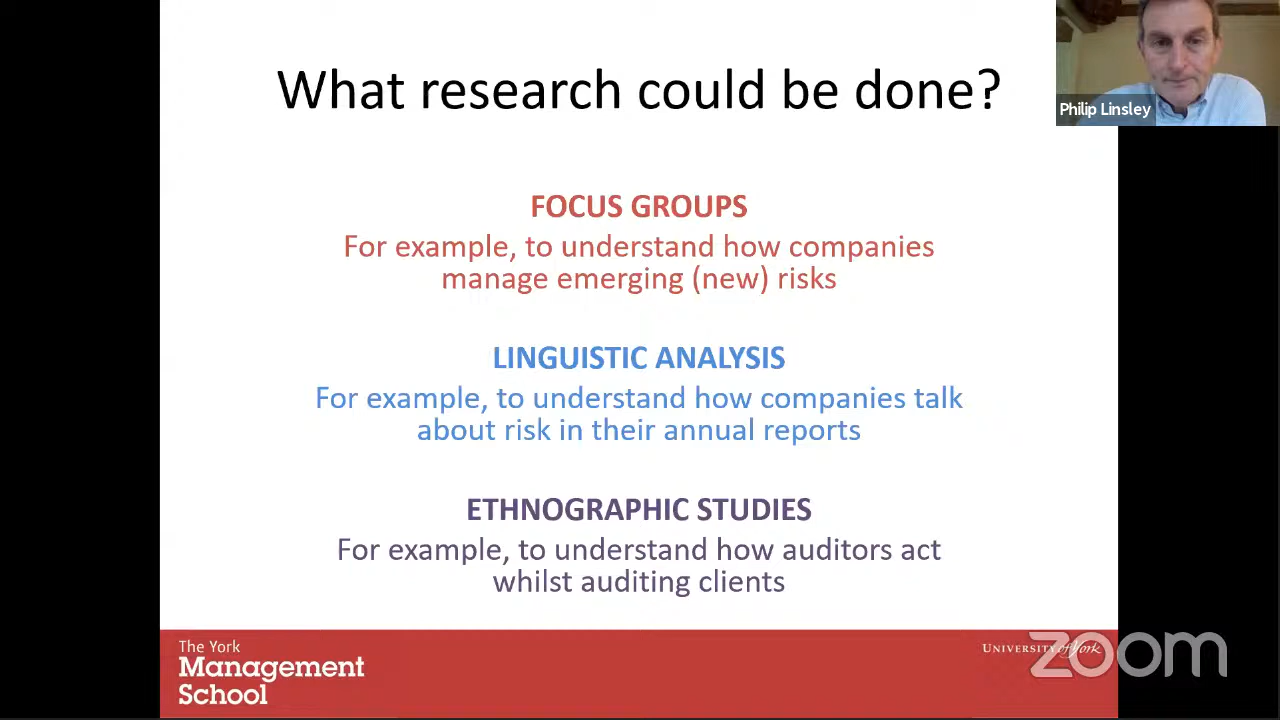 What research could be done?
Philip Linsley
FOCUS GROUPS
For example, to understand how companies
manage emerging (new) risks
LINGUISTIC ANALYSIS
For example, to understand how companies talk
about risk in their annual reports
ETHNOGRAPHIC STUDIES
For example, to understand how auditors act
whilst auditing clients
The York
Management
School
UNIVERSITY of York
zoom